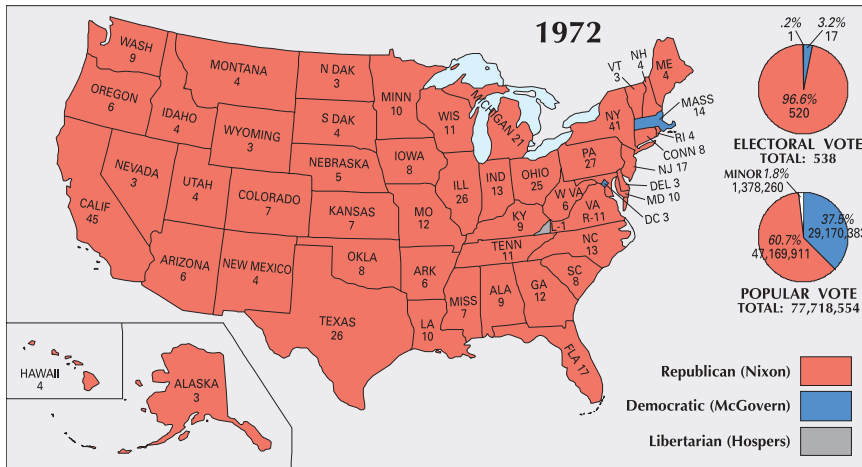 1972
WASH
9
OREGON
6
CALIF
45
NEVADA
3
IDAHO
4
MONTANA
4
WYOMING
3
UTAH
4
COLORADO
7
ARIZONA
6
NEW MEXICO
4
N DAK
3
S DAK
4
NEBRASKA
5
KANSAS
7
OKLA
8
TEXAS
26
MINN
10
IOWA
8
MO
12
ARK
6
LA
10
WIS
11
ILL
26
MICHIGAN 21
IND
13
OHIO
25
KY
9
TENN
11
MISS
7
ALA
9
GA
12
FLA 17
SC
8
NC
13
VA
R-11
L-1
W VA
6
PA
27
NY
41
VT
3
NH
4
ME
4
MASS
14
RI 4
CONN 8
NJ 17
DEL 3
MD 10
DC 3
HAWAII
4
ALASKA
3
.2%
1
3.2%
17
96.6%
520
ELECTORAL VOTE
TOTAL: 538
MINOR 1.8%
1,378,260
37.5%
29,170,383
60.7%
47,169,911
POPULAR VOTE
TOTAL: 77,718,554
Republican (Nixon)
Democratic (McGovern)
Libertarian (Hospers)